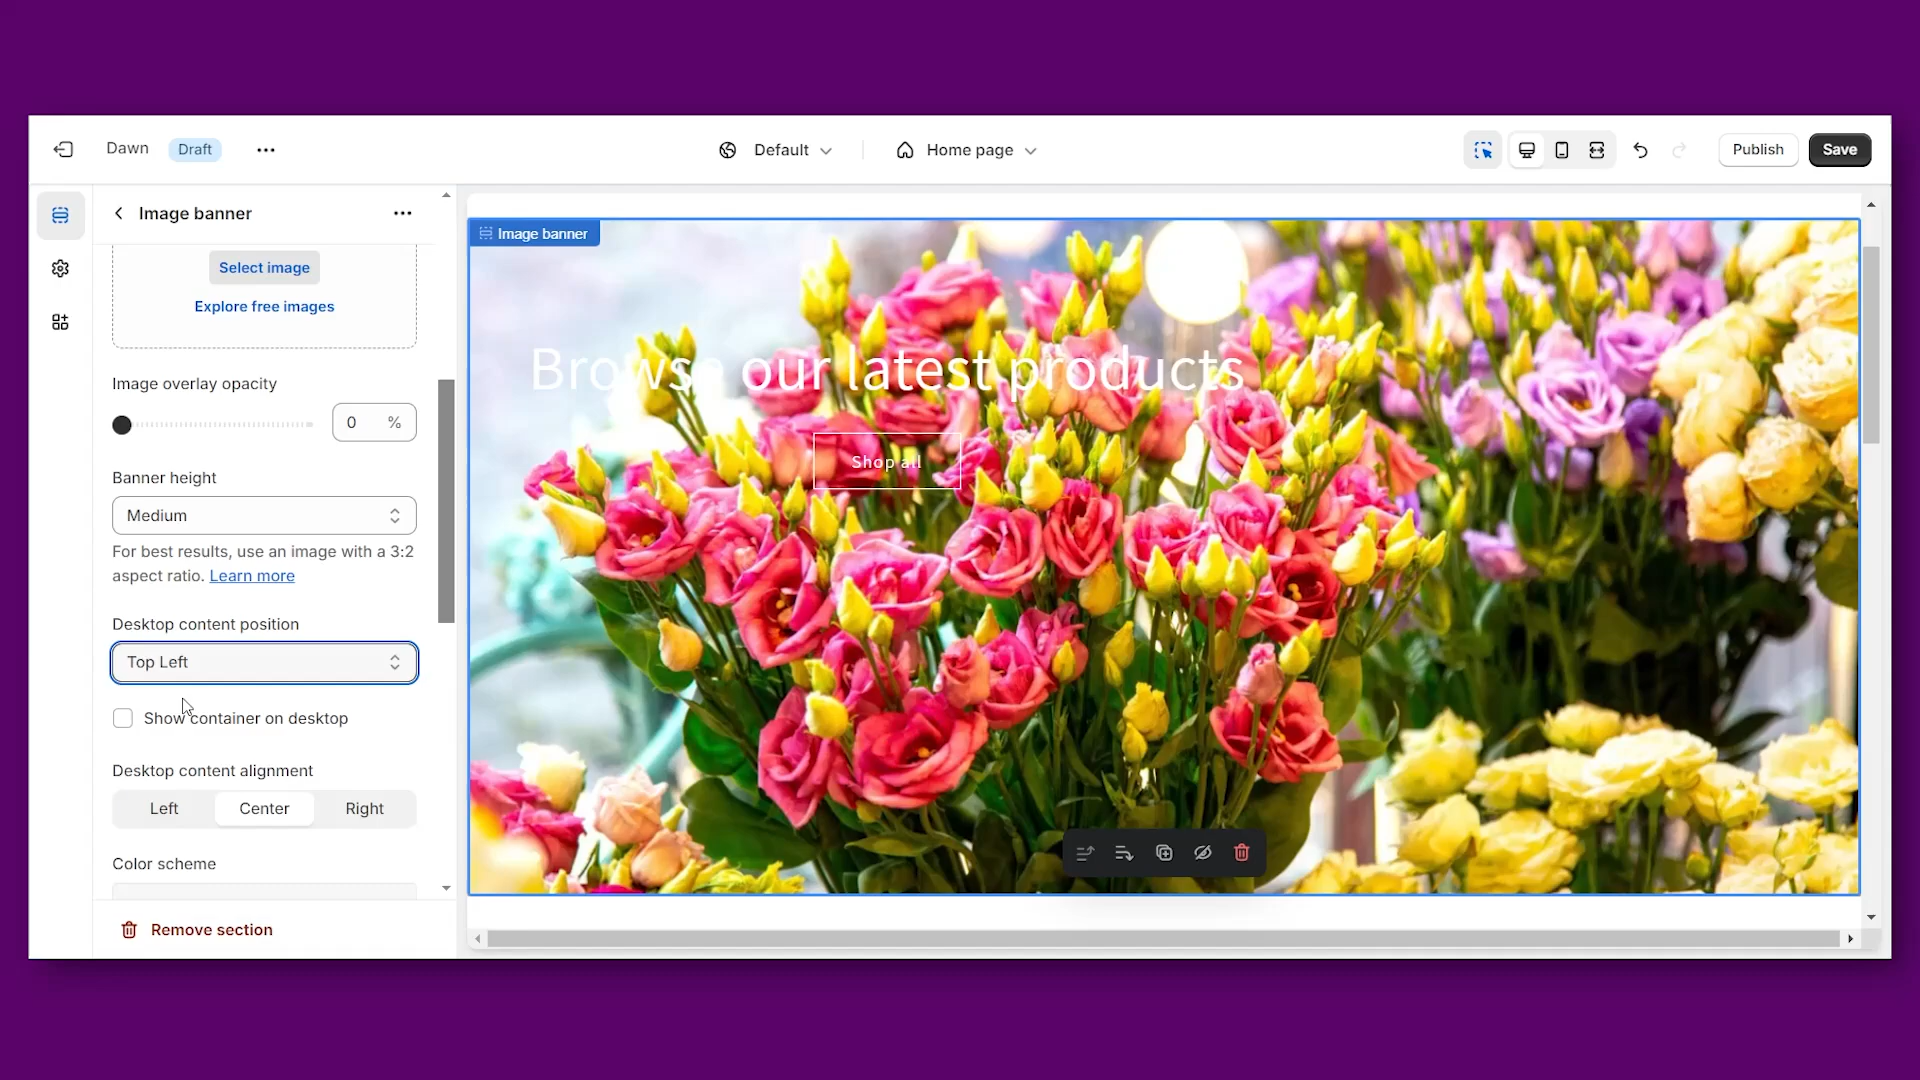 Dawn Draft Default Home page Publish Save
Image banner
Select image
Explore free images
Image overlay opacity
0 %
Banner height
Medium
For best results, use an image with a 3:2
aspect ratio. Learn more
Desktop content position
Top Left
Show container on desktop
Desktop content alignment
Left Center Right
Color scheme
Remove section
Image banner
Browse our latest products
Shop all